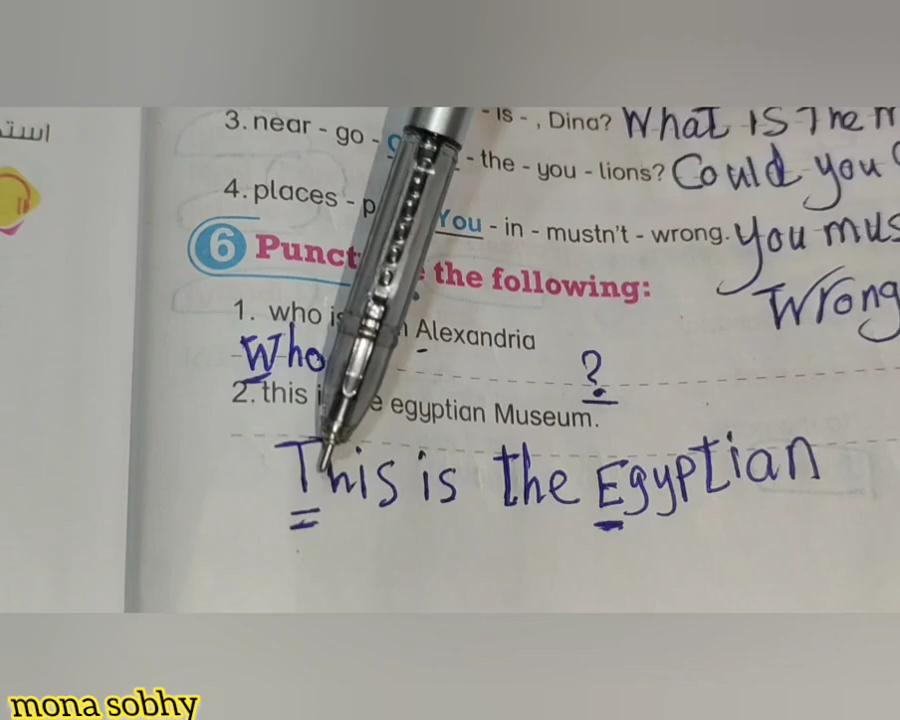 است
- Is - , Dina? What Is The
3. near - go - - the - you - lions? Could you
4. places - You - in - mustn't - wrong. you mus
wrong
6 Punct the following:
1. who is Alexandria
Who ?
2. this i e egyptian Museum.
This is the Egyptian
mona sobhy